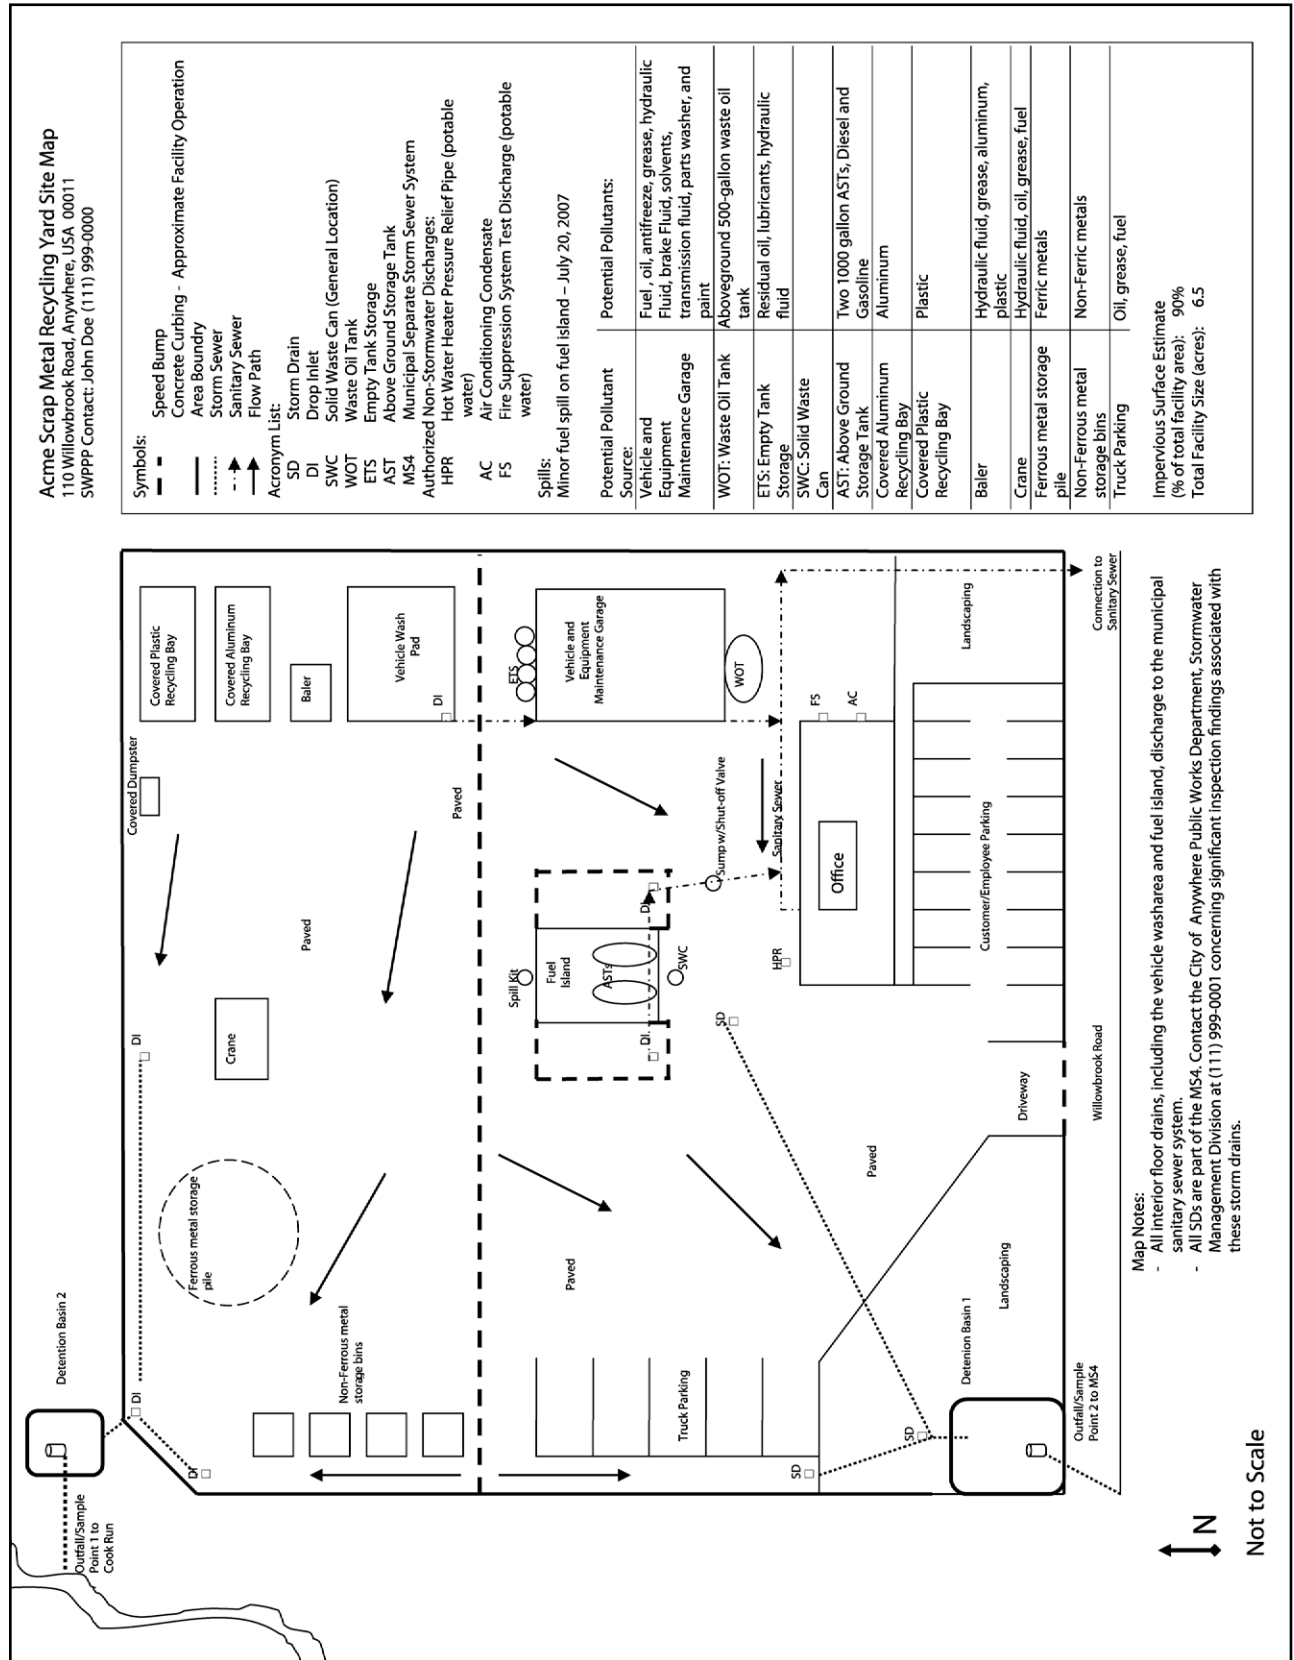 Acme Scrap Metal Recycling Yard Site Map
110 Willowbrook Road, Anywhere, USA 00011
SWPPP Contact: John Doe (111) 999-0000
Symbols:
Speed Bump
Concrete Curbing - Approximate Facility Operation
Area Boundry
Storm Sewer
Sanitary Sewer
Flow Path
Acronym List:
SD Storm Drain
DI Drop Inlet
SWC Solid Waste Can (General Location)
WOT Waste Oil Tank
ETS Empty Tank Storage
AST Above Ground Storage Tank
MS4 Municipal Separate Storm Sewer System
Authorized Non-Stormwater Discharges:
HPR Hot Water Heater Pressure Relief Pipe (potable
water)
AC Air Conditioning Condensate
FS Fire Suppression System Test Discharge (potable
water)
Spills:
Minor fuel spill on fuel island – July 20, 2007
Potential Pollutant
Source:
Potential Pollutants:
Vehicle and
Equipment
Maintenance Garage
Fuel , oil, antifreeze, grease, hydraulic
Fluid, brake Fluid, solvents,
transmission fluid, parts washer, and
paint
WOT: Waste Oil Tank
Aboveground 500-gallon waste oil
tank
ETS: Empty Tank
Storage
Residual oil, lubricants, hydraulic
fluid
SWC: Solid Waste
Can
AST: Above Ground
Storage Tank
Two 1000 gallon ASTs, Diesel and
Gasoline
Covered Aluminum
Recycling Bay
Aluminum
Covered Plastic
Recycling Bay
Plastic
Baler
Hydraulic fluid, grease, aluminum,
plastic
Crane
Hydraulic fluid, oil, grease, fuel
Ferrous metal storage
pile
Ferric metals
Non-Ferrous metal
storage bins
Non-Ferric metals
Truck Parking
Oil, grease, fuel
Impervious Surface Estimate
(% of total facility area): 90%
Total Facility Size (acres): 6.5
Detention Basin 2
Outfall/Sample
Point 1 to
Cook Run
DI
DI
DI
Covered Dumpster
Covered Plastic
Recycling Bay
Covered Aluminum
Recycling Bay
Baler
Vehicle Wash
Pad
DI
Crane
Paved
Paved
Ferrous metal storage
pile
Non-Ferrous metal
storage bins
ETS
Vehicle and
Equipment
Maintenance Garage
WOT
Spill Kit
Fuel
Island
ASTs
DI
DI
SWC
Sump w/Shut-off Valve
Sanitary Sewer
SD
HPR
FS
AC
Office
Paved
Truck Parking
SD
SD
Paved
Customer/Employee Parking
Landscaping
Driveway
Landscaping
Detenion Basin 1
Outfall/Sample
Point 2 to MS4
Willowbrook Road
Connection to
Sanitary Sewer
Map Notes:
- All interior floor drains, including the vehicle washarea and fuel island, discharge to the municipal
sanitary sewer system.
- All SDs are part of the MS4. Contact the City of Anywhere Public Works Department, Stormwater
Management Division at (111) 999-0001 concerning significant inspection findings associated with
these storm drains.
N
Not to Scale